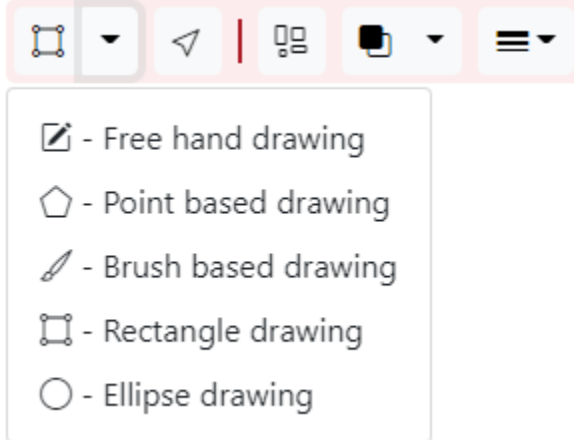 - Free hand drawing
- Point based drawing
- Brush based drawing
- Rectangle drawing
- Ellipse drawing